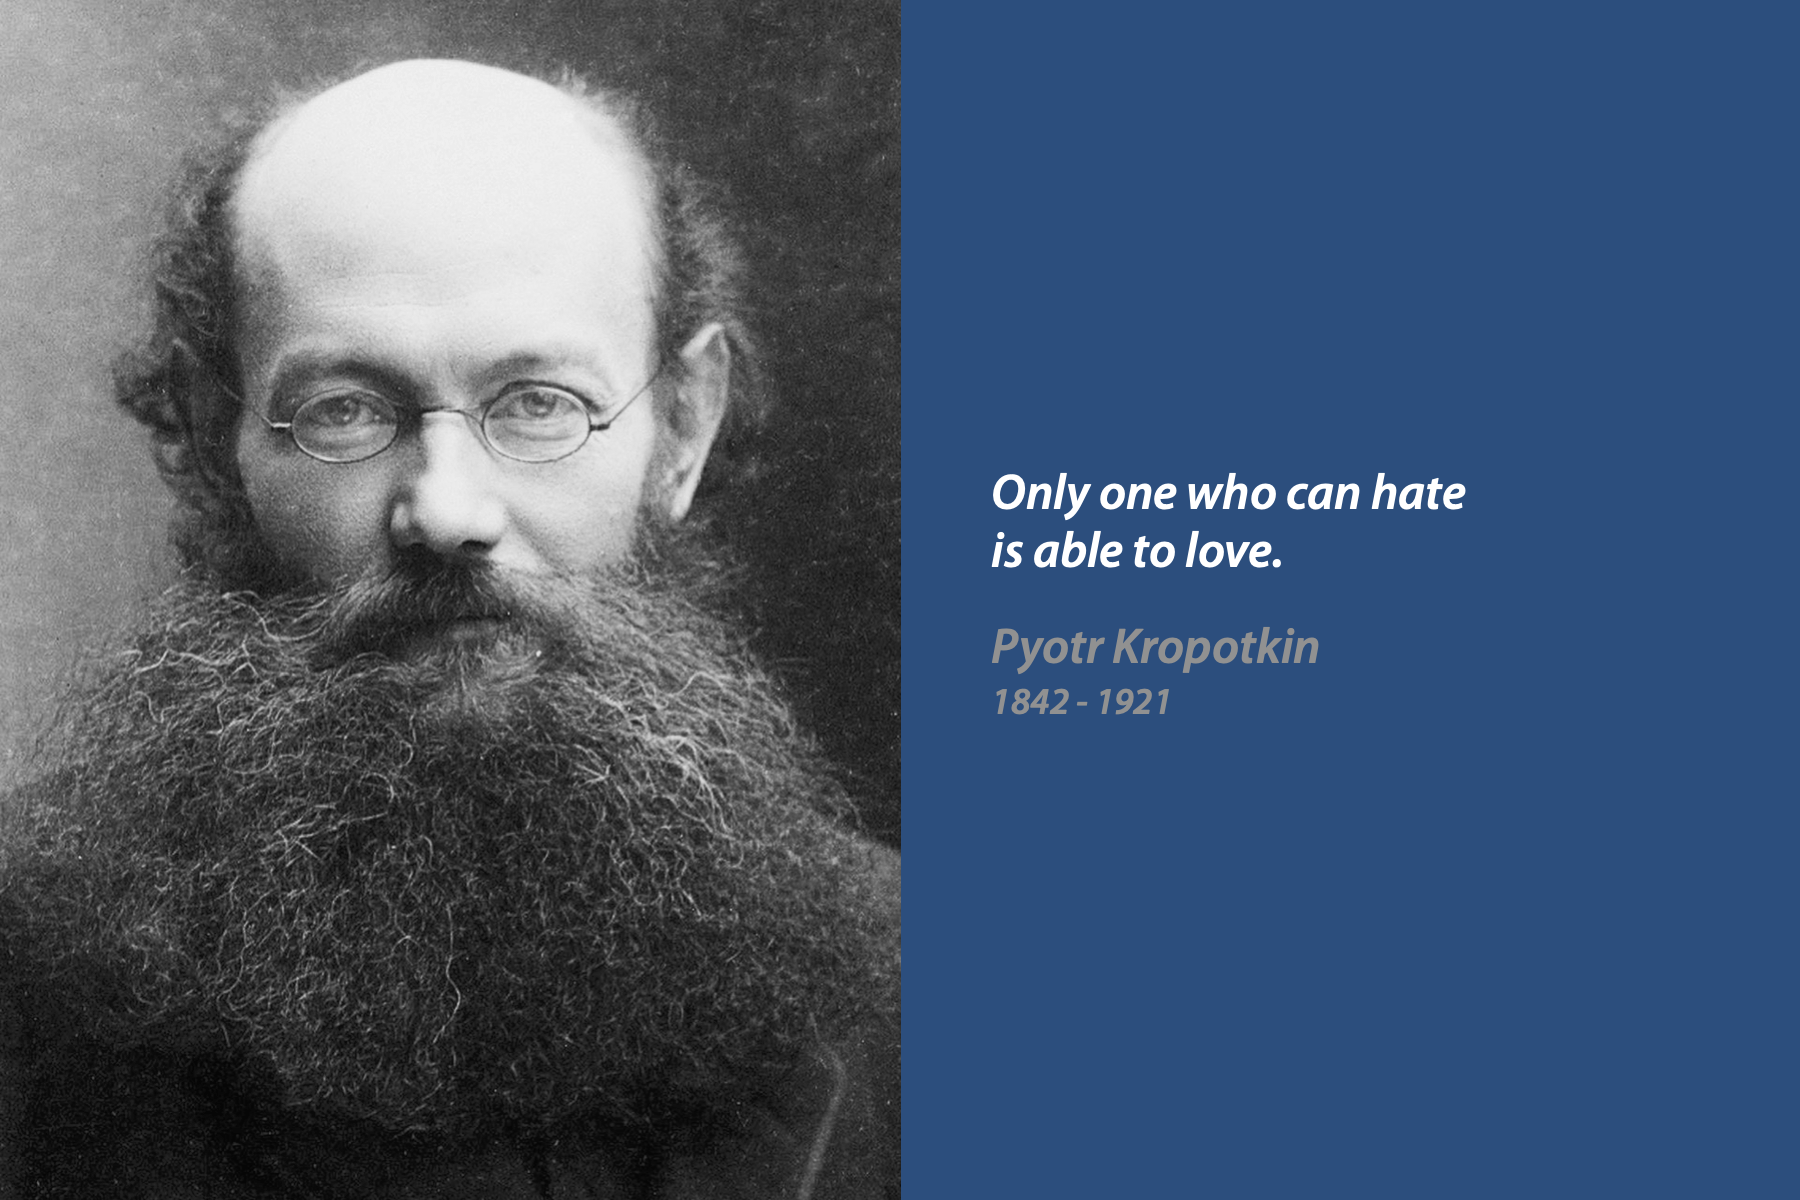 Only one who can hate
is able to love.
Pyotr Kropotkin
1842 - 1921